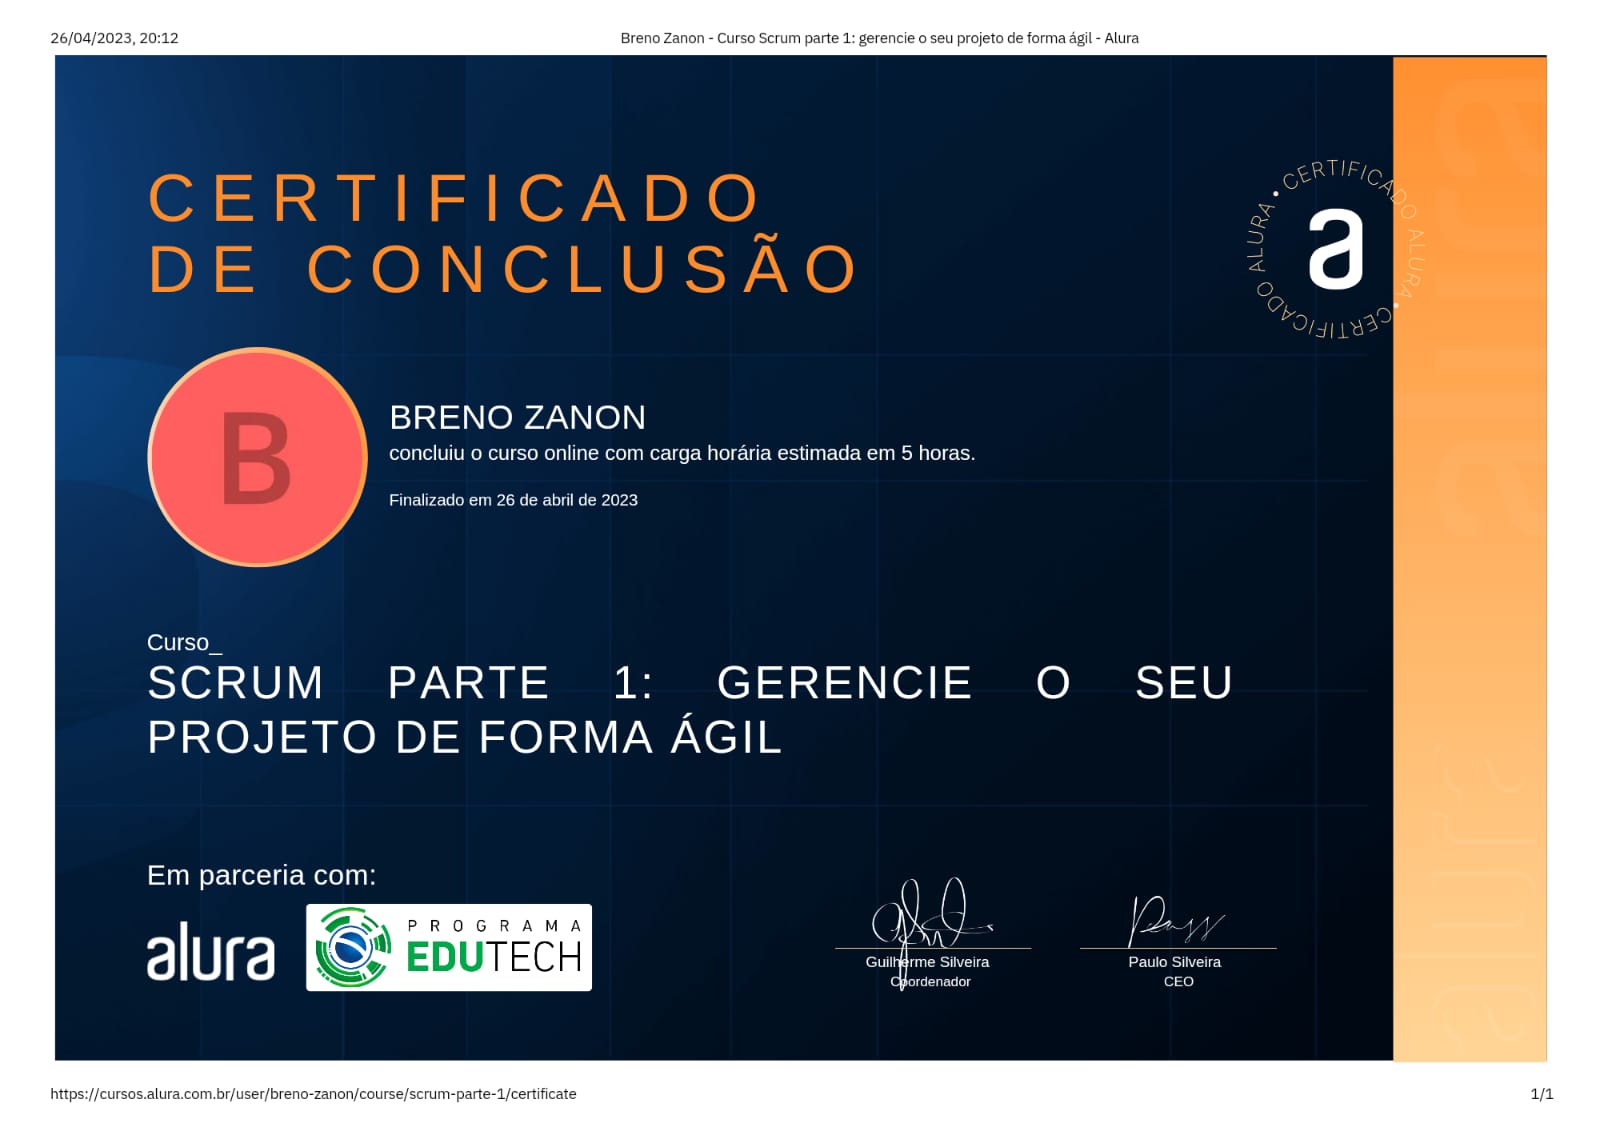 26/04/2023, 20:12
Breno Zanon - Curso Scrum parte 1: gerencie o seu projeto de forma ágil - Alura
CERTIFICADO
DE CONCLUSÃO
CERTIFICADO ALURA • CERTIFICADO ALURA •
a
B
BRENO ZANON
concluiu o curso online com carga horária estimada em 5 horas.
Finalizado em 26 de abril de 2023
Curso_
SCRUM PARTE 1: GERENCIE O SEU
PROJETO DE FORMA ÁGIL
Em parceria com:
alura
PROGRAMA
EDUTECH
Guilherme Silveira
Coordenador
Paulo Silveira
CEO
alura
alura
https://cursos.alura.com.br/user/breno-zanon/course/scrum-parte-1/certificate
1/1